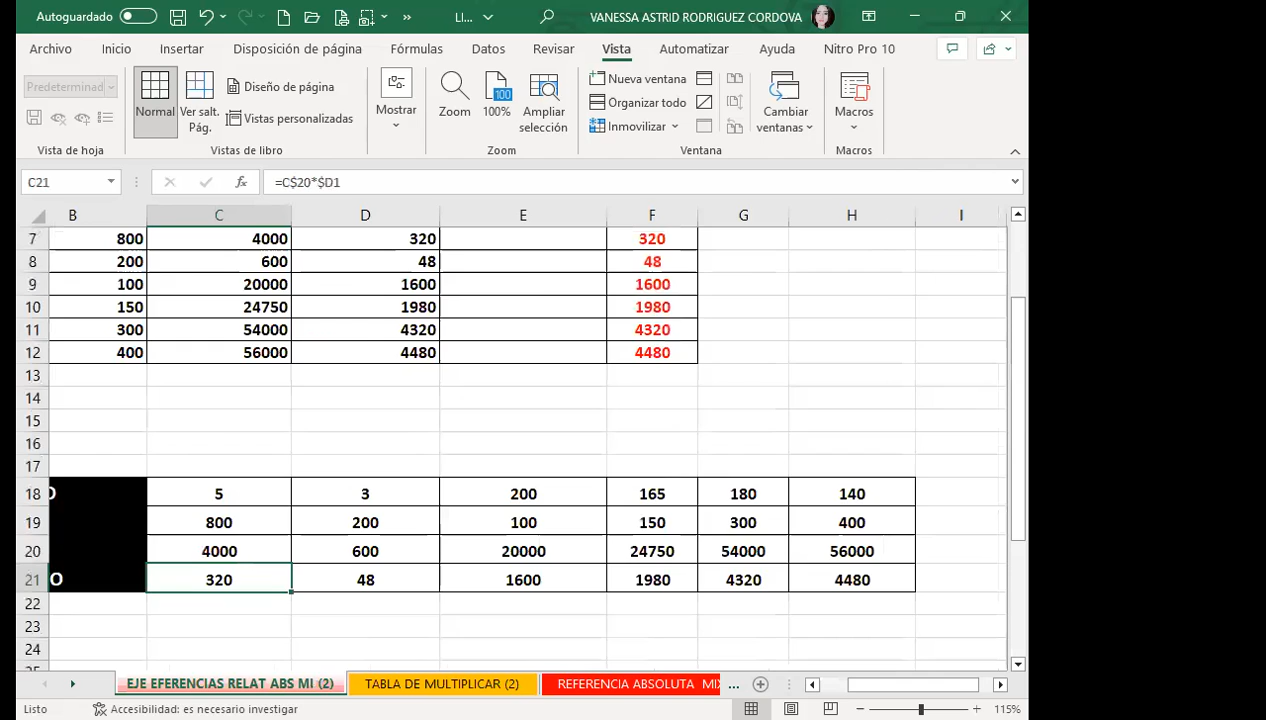 Autoguardado LI... VANESSA ASTRID RODRIGUEZ CORDOVA
Archivo Inicio Insertar Disposición de página Fórmulas Datos Revisar Vista Automatizar Ayuda Nitro Pro 10
Predeterminad
Vista de hoja
Normal
Ver salt. Pág.
Diseño de página
Vistas personalizadas
Vistas de libro
Mostrar
Zoom
100
100%
Ampliar selección
Zoom
Nueva ventana
Organizar todo
Inmovilizar
Cambiar ventanas
Ventana
Macros
Macros
C21 fx =C$20*$D1
B C D E F G H I
7 800 4000 320 320
8 200 600 48 48
9 100 20000 1600 1600
10 150 24750 1980 1980
11 300 54000 4320 4320
12 400 56000 4480 4480
13
14
15
16
17
18 5 3 200 165 180 140
19 800 200 100 150 300 400
20 4000 600 20000 24750 54000 56000
21 O 320 48 1600 1980 4320 4480
22
23
24
EJE EFERENCIAS RELAT ABS MI (2) TABLA DE MULTIPLICAR (2) REFERENCIA ABSOLUTA MIX ...
Listo Accesibilidad: es necesario investigar 115%